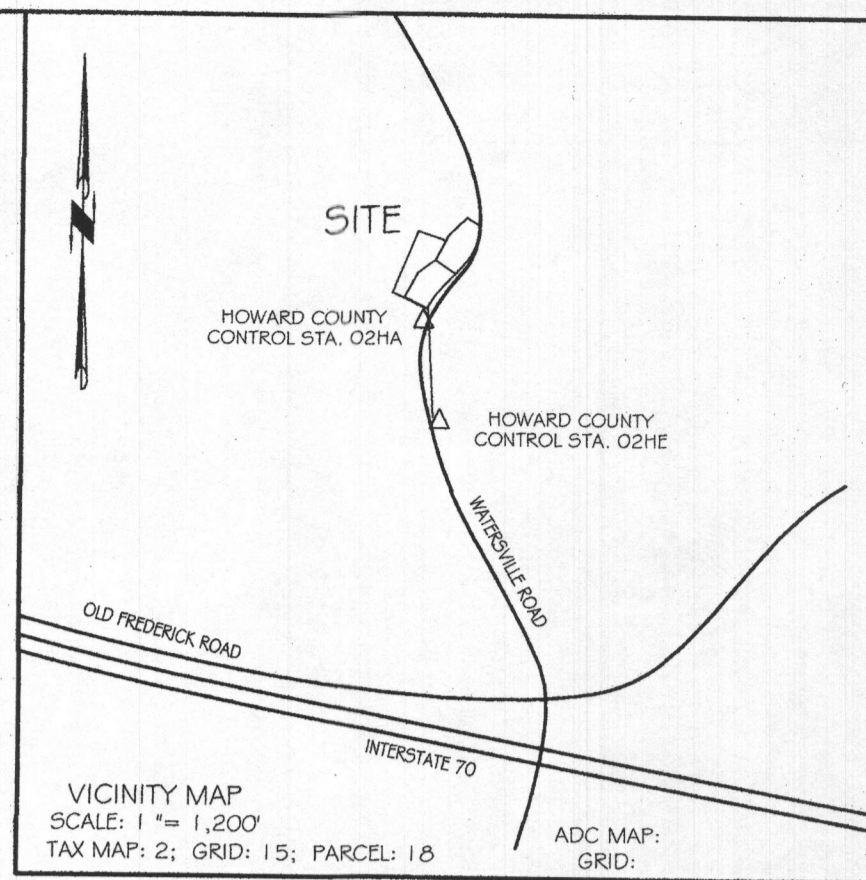 SITE
HOWARD COUNTY
CONTROL STA. 02HA
HOWARD COUNTY
CONTROL STA. 02HE
WATERSVILLE ROAD
OLD FREDERICK ROAD
INTERSTATE 70
VICINITY MAP
SCALE: 1 "= 1,200'
TAX MAP: 2; GRID: 15; PARCEL: 18
ADC MAP:
GRID: